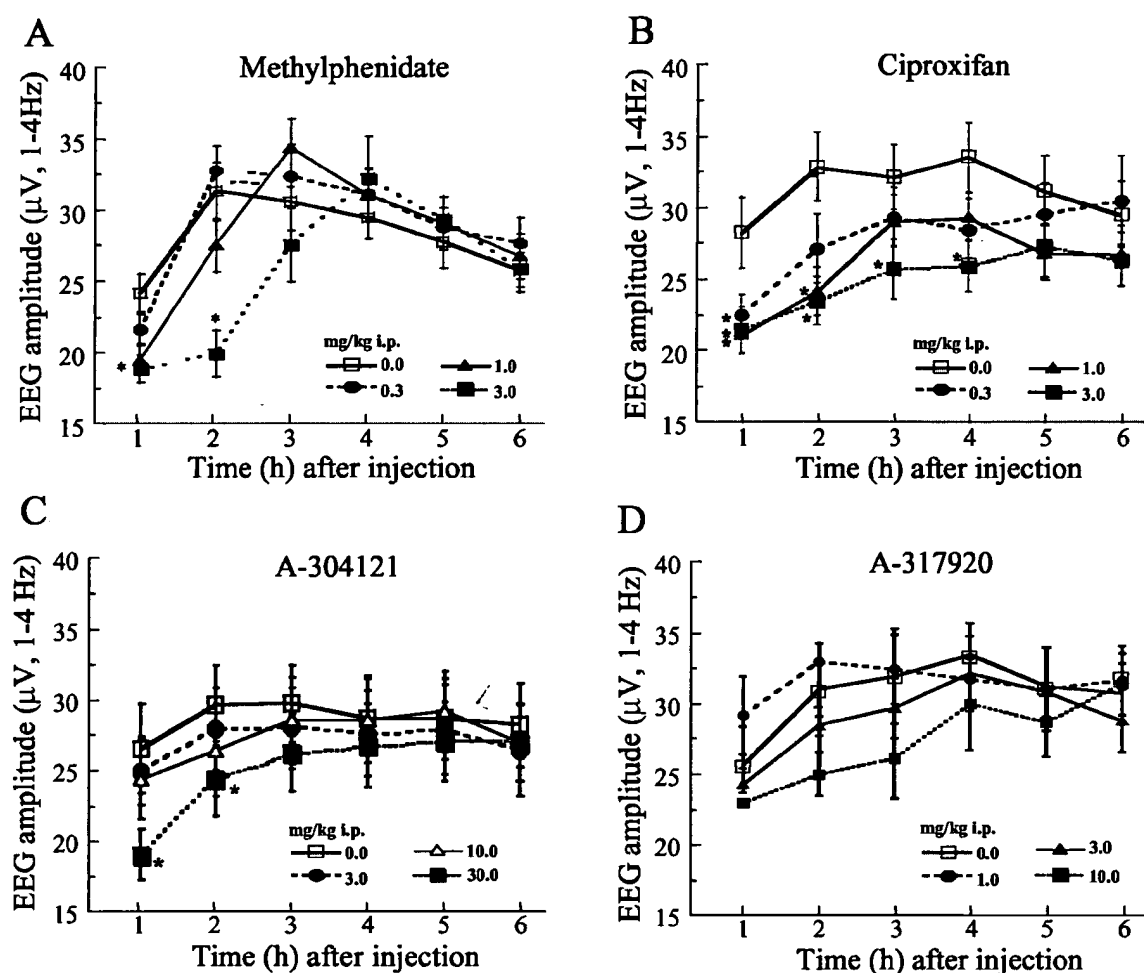 A
Methylphenidate
EEG amplitude (µV, 1-4Hz)
40
35
30
25
20
15
*
*
mg/kg i.p.
0.0
1.0
0.3
3.0
1 2 3 4 5 6
Time (h) after injection
B
Ciproxifan
EEG amplitude (µV, 1-4Hz)
40
35
30
25
20
15
*
*
*
*
*
*
*
mg/kg i.p.
0.0
1.0
0.3
3.0
1 2 3 4 5 6
Time (h) after injection
C
A-304121
EEG amplitude (µV, 1-4 Hz)
40
35
30
25
20
15
*
*
mg/kg i.p.
0.0
10.0
3.0
30.0
1 2 3 4 5 6
Time (h) after injection
D
A-317920
EEG amplitude (µV, 1-4 Hz)
40
35
30
25
20
15
mg/kg i.p.
0.0
3.0
1.0
10.0
1 2 3 4 5 6
Time (h) after injection